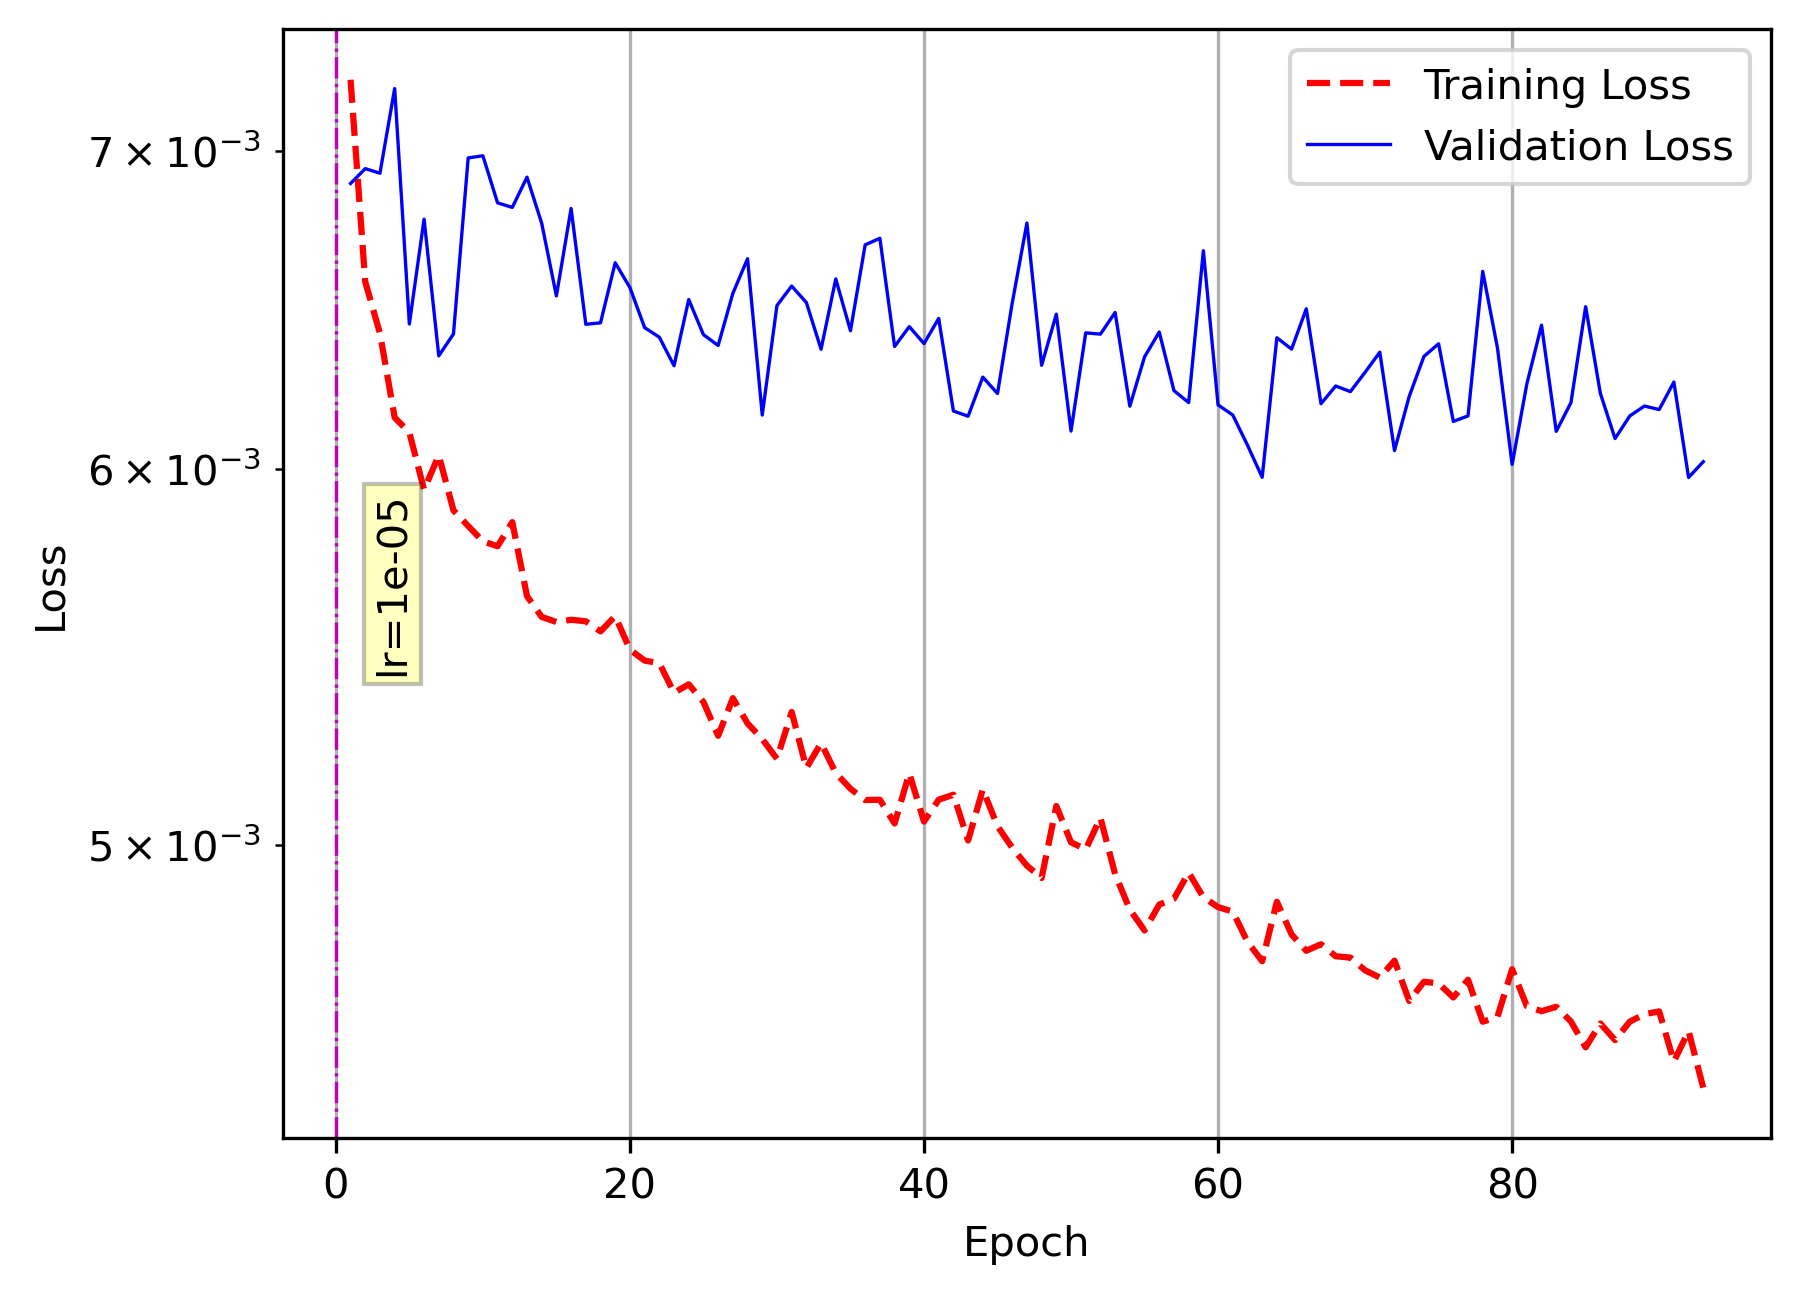 Training Loss
Validation Loss
7 × 10⁻³
6 × 10⁻³
5 × 10⁻³
Loss
lr=1e-05
0 20 40 60 80
Epoch